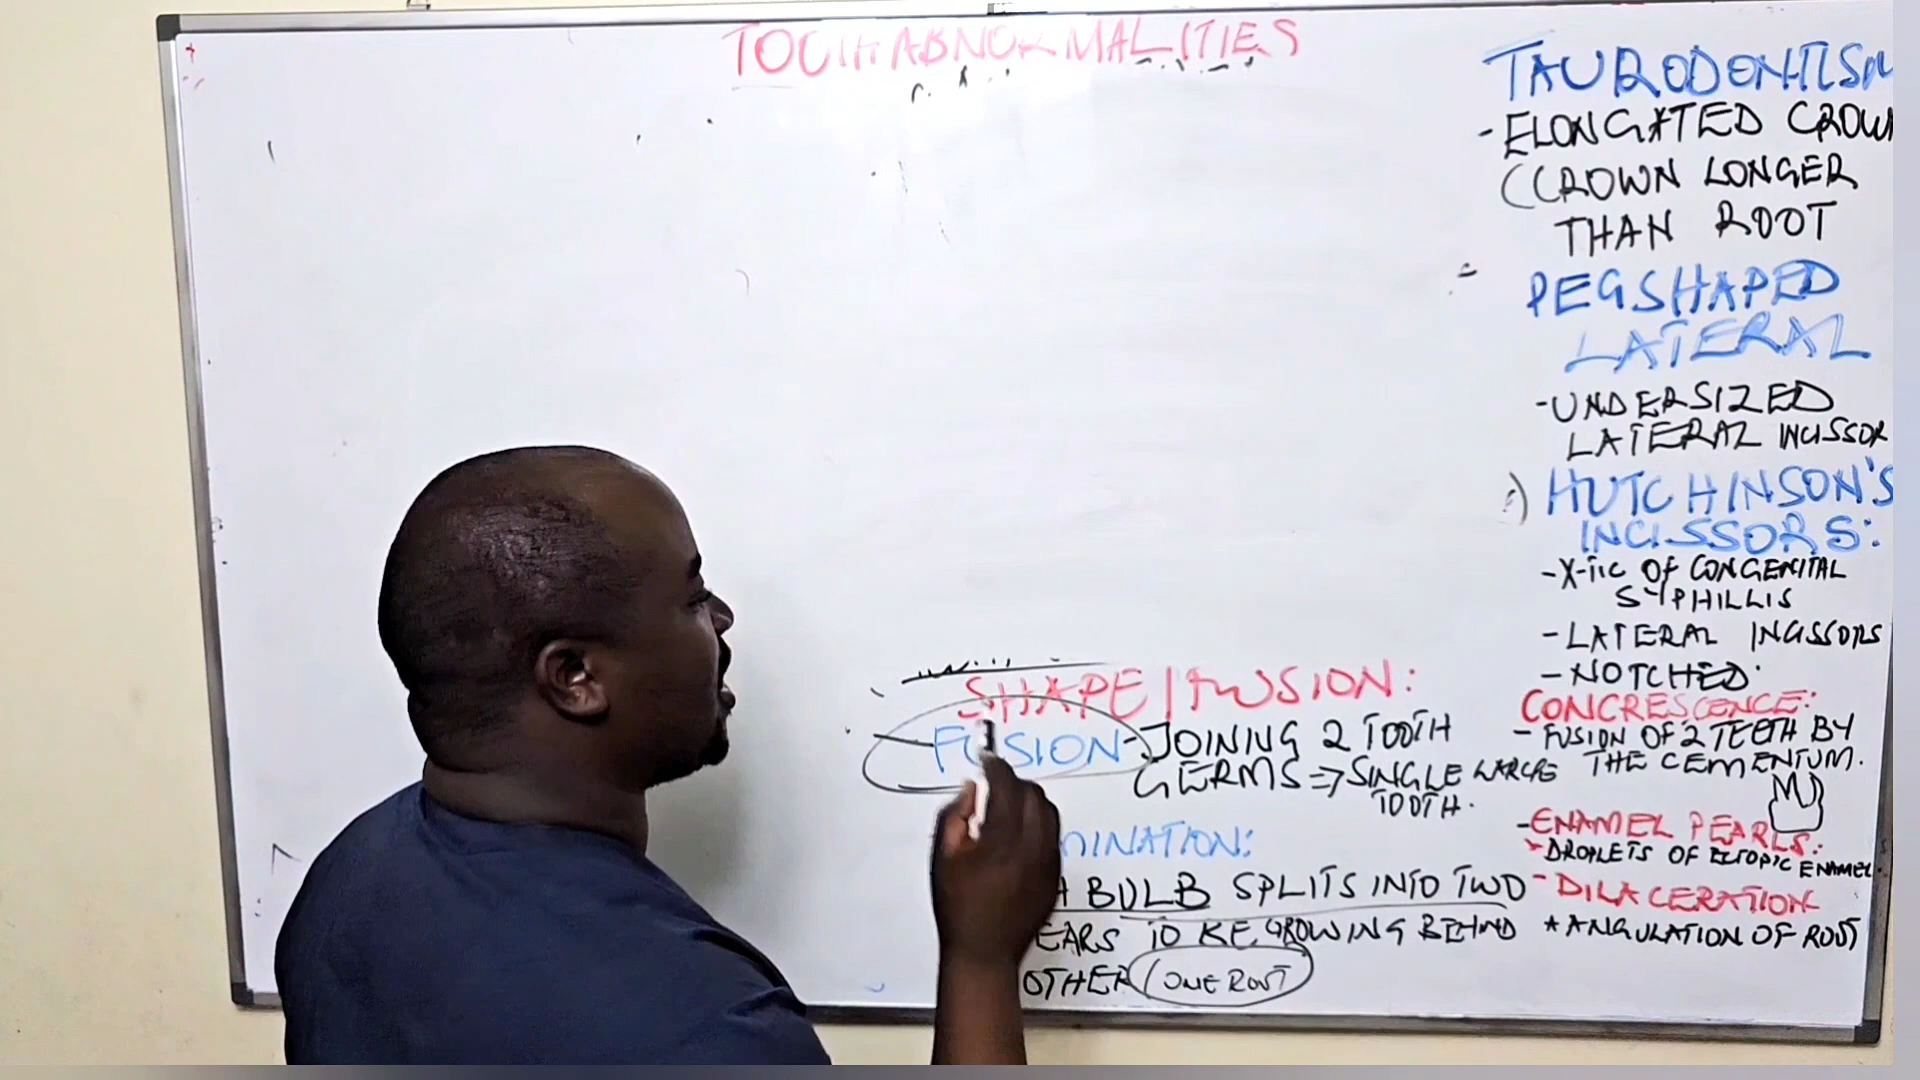 TOOTH ABNORMALITIES
SHAPE / FUSION:
- FUSION - JOINING 2 TOOTH
GERMS => SINGLE LARGE
TOOTH.
MINATION:
BULB SPLITS INTO TWO
EARS TO BE GROWING BEHIND
OTHER (ONE ROOT)
TAURODONTISM
- ELONGATED CROWN
(CROWN LONGER
THAN ROOT
PEGSHAPED
LATERAL
- UNDERSIZED
LATERAL INCISSOR
HUTCHINSON'S
INCISSORS:
- X-TIC OF CONGENITAL
SYPHILLIS
- LATERAL INCISSORS
- NOTCHED.
CONCRESCENCE:
- FUSION OF 2 TEETH BY
THE CEMENTUM.
- ENAMEL PEARLS:
DROPLETS OF ECTOPIC ENAMEL.
- DILACERATION
* ANGULATION OF ROOT